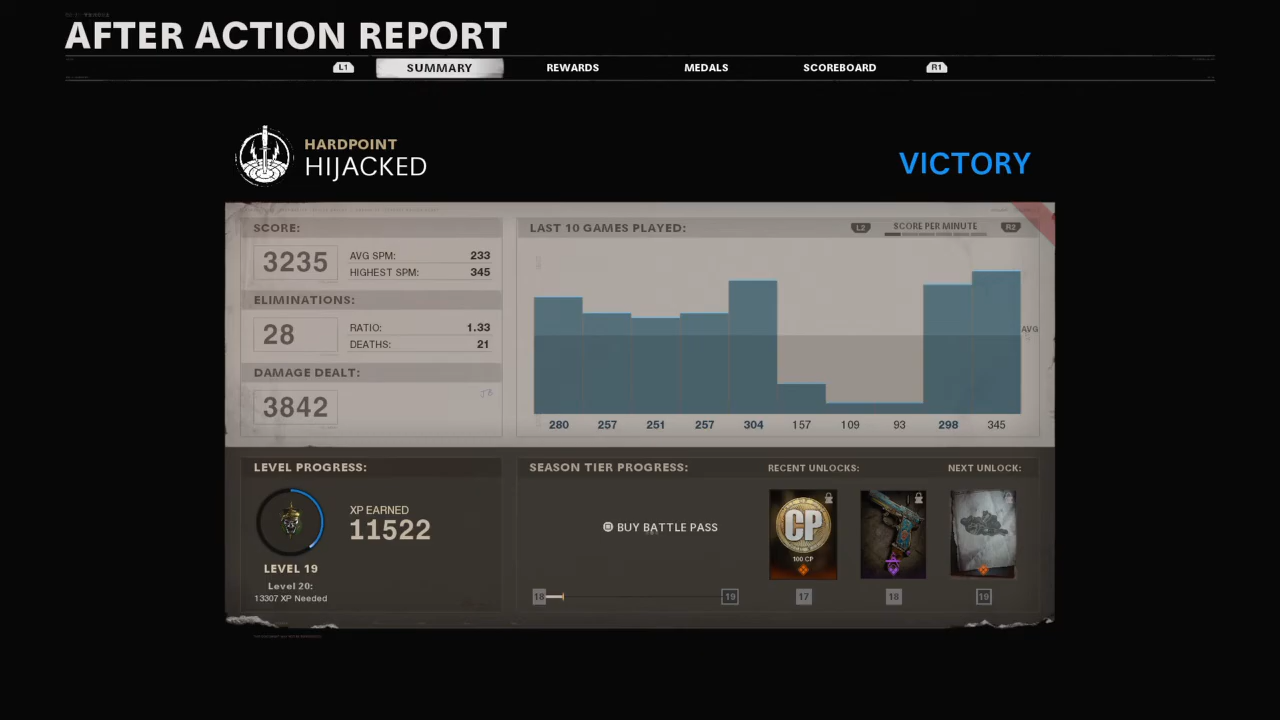 AFTER ACTION REPORT
L1 SUMMARY REWARDS MEDALS SCOREBOARD R1
HARDPOINT
HIJACKED
VICTORY
SCORE:
3235
AVG SPM: 233
HIGHEST SPM: 345
ELIMINATIONS:
28
RATIO: 1.33
DEATHS: 21
DAMAGE DEALT:
3842
LAST 10 GAMES PLAYED:
L2 SCORE PER MINUTE R2
AVG
280 257 251 257 304 157 109 93 298 345
LEVEL PROGRESS:
XP EARNED
11522
LEVEL 19
Level 20:
13307 XP Needed
SEASON TIER PROGRESS:
BUY BATTLE PASS
18 19
RECENT UNLOCKS:
NEXT UNLOCK:
CP
100 CP
17 18 19